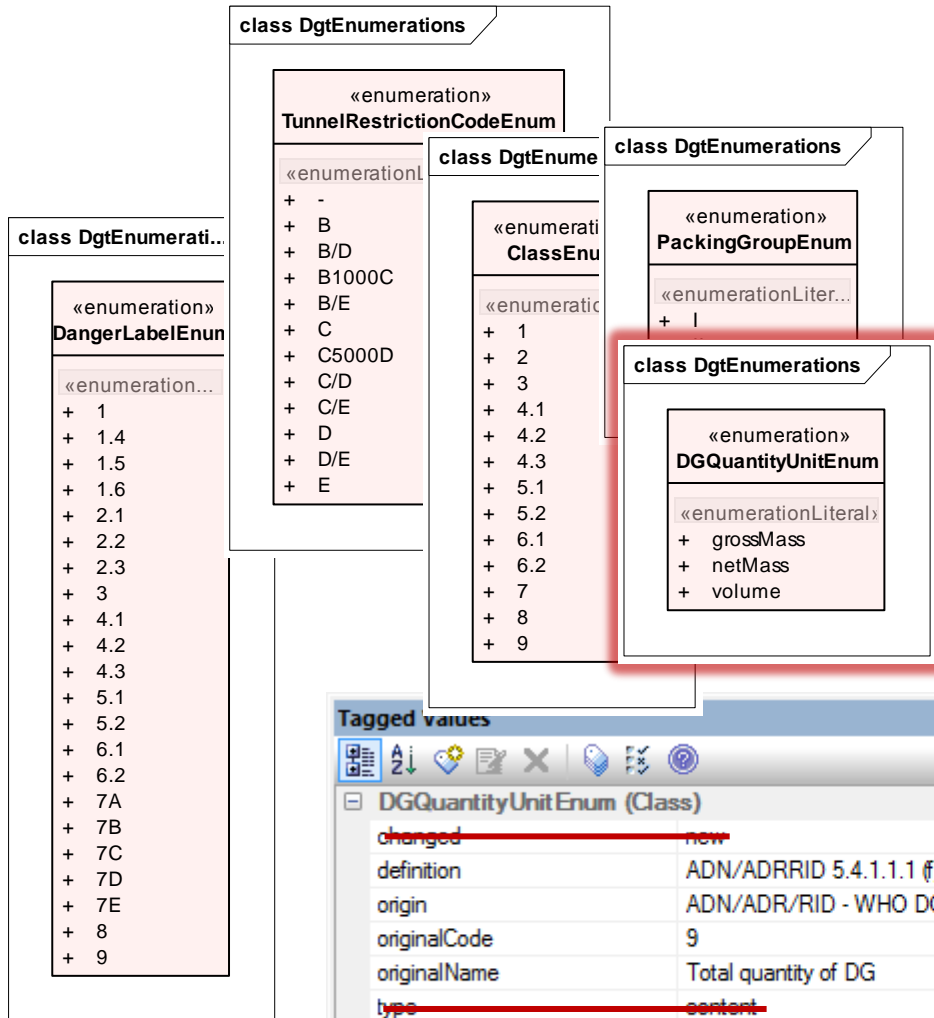 class DgtEnumerations
«enumeration»
TunnelRestrictionCodeEnum
«enumerationL
+ -
+ B
+ B/D
+ B1000C
+ B/E
+ C
+ C5000D
+ C/D
+ C/E
+ D
+ D/E
+ E
class DgtEnume
«enumerati
ClassEnu
«enumeratio
+ 1
+ 2
+ 3
+ 4.1
+ 4.2
+ 4.3
+ 5.1
+ 5.2
+ 6.1
+ 6.2
+ 7
+ 8
+ 9
class DgtEnumerations
«enumeration»
PackingGroupEnum
«enumerationLiter...
+ I
class DgtEnumerations
«enumeration»
DGQuantityUnitEnum
«enumerationLiteral»
+ grossMass
+ netMass
+ volume
class DgtEnumerati...
«enumeration»
DangerLabelEnum
«enumeration...
+ 1
+ 1.4
+ 1.5
+ 1.6
+ 2.1
+ 2.2
+ 2.3
+ 3
+ 4.1
+ 4.2
+ 4.3
+ 5.1
+ 5.2
+ 6.1
+ 6.2
+ 7A
+ 7B
+ 7C
+ 7D
+ 7E
+ 8
+ 9
Tagged Values
DGQuantityUnitEnum (Class)
changed new
definition ADN/ADRRID 5.4.1.1.1 (f
origin ADN/ADR/RID - WHO DG
originalCode 9
originalName Total quantity of DG
type content